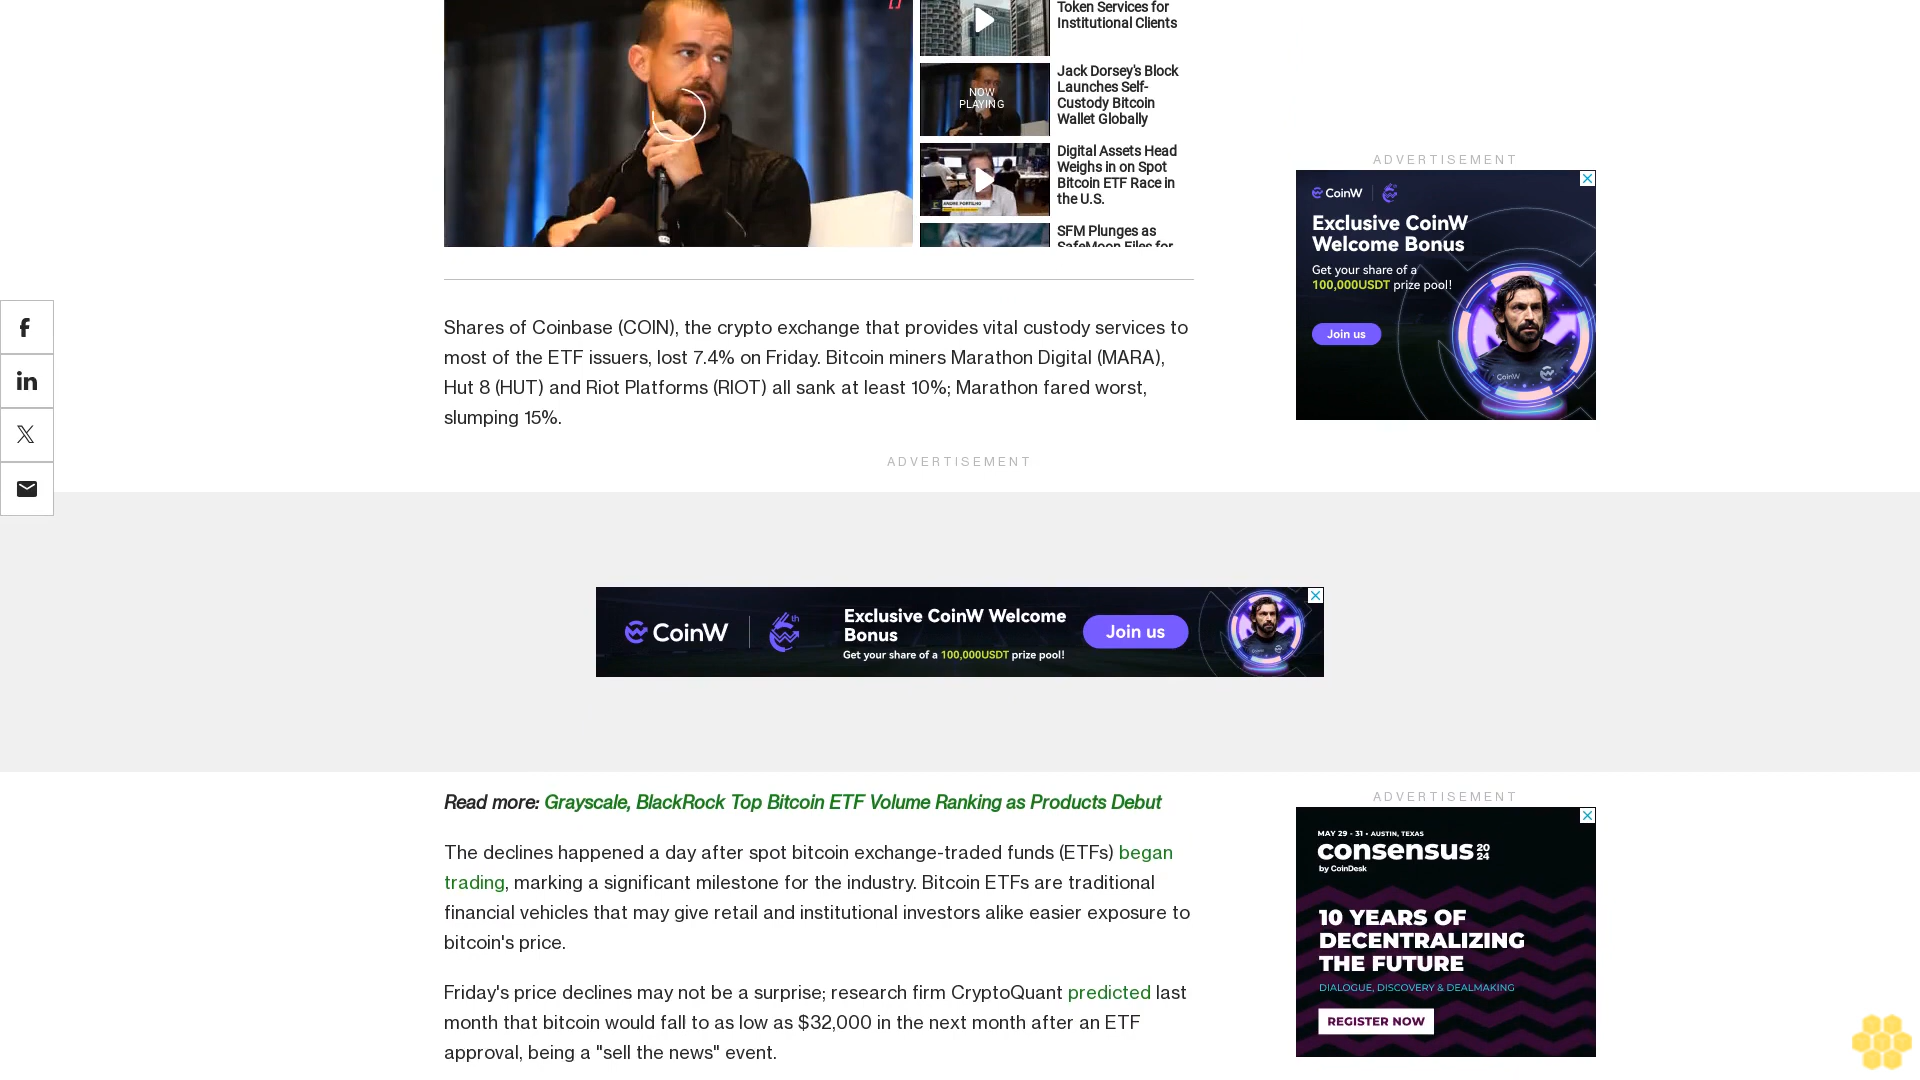 Token Services for
Institutional Clients
NOW
PLAYING
Jack Dorsey's Block
Launches Self-
Custody Bitcoin
Wallet Globally
Digital Assets Head
Weighs in on Spot
Bitcoin ETF Race in
the U.S.
ANDRE PORTILHO
SFM Plunges as
SafeMoon Files for
ADVERTISEMENT
CoinW
Exclusive CoinW
Welcome Bonus
Get your share of a
100,000USDT prize pool!
Join us
CoinW
Shares of Coinbase (COIN), the crypto exchange that provides vital custody services to
most of the ETF issuers, lost 7.4% on Friday. Bitcoin miners Marathon Digital (MARA),
Hut 8 (HUT) and Riot Platforms (RIOT) all sank at least 10%; Marathon fared worst,
slumping 15%.
ADVERTISEMENT
CoinW
th
Exclusive CoinW Welcome
Bonus
Get your share of a 100,000USDT prize pool!
Join us
Read more: Grayscale, BlackRock Top Bitcoin ETF Volume Ranking as Products Debut
The declines happened a day after spot bitcoin exchange-traded funds (ETFs) began
trading, marking a significant milestone for the industry. Bitcoin ETFs are traditional
financial vehicles that may give retail and institutional investors alike easier exposure to
bitcoin's price.
Friday's price declines may not be a surprise; research firm CryptoQuant predicted last
month that bitcoin would fall to as low as $32,000 in the next month after an ETF
approval, being a "sell the news" event.
ADVERTISEMENT
MAY 29 - 31 • AUSTIN, TEXAS
consensus 2024
by CoinDesk
10 YEARS OF
DECENTRALIZING
THE FUTURE
DIALOGUE, DISCOVERY & DEALMAKING
REGISTER NOW